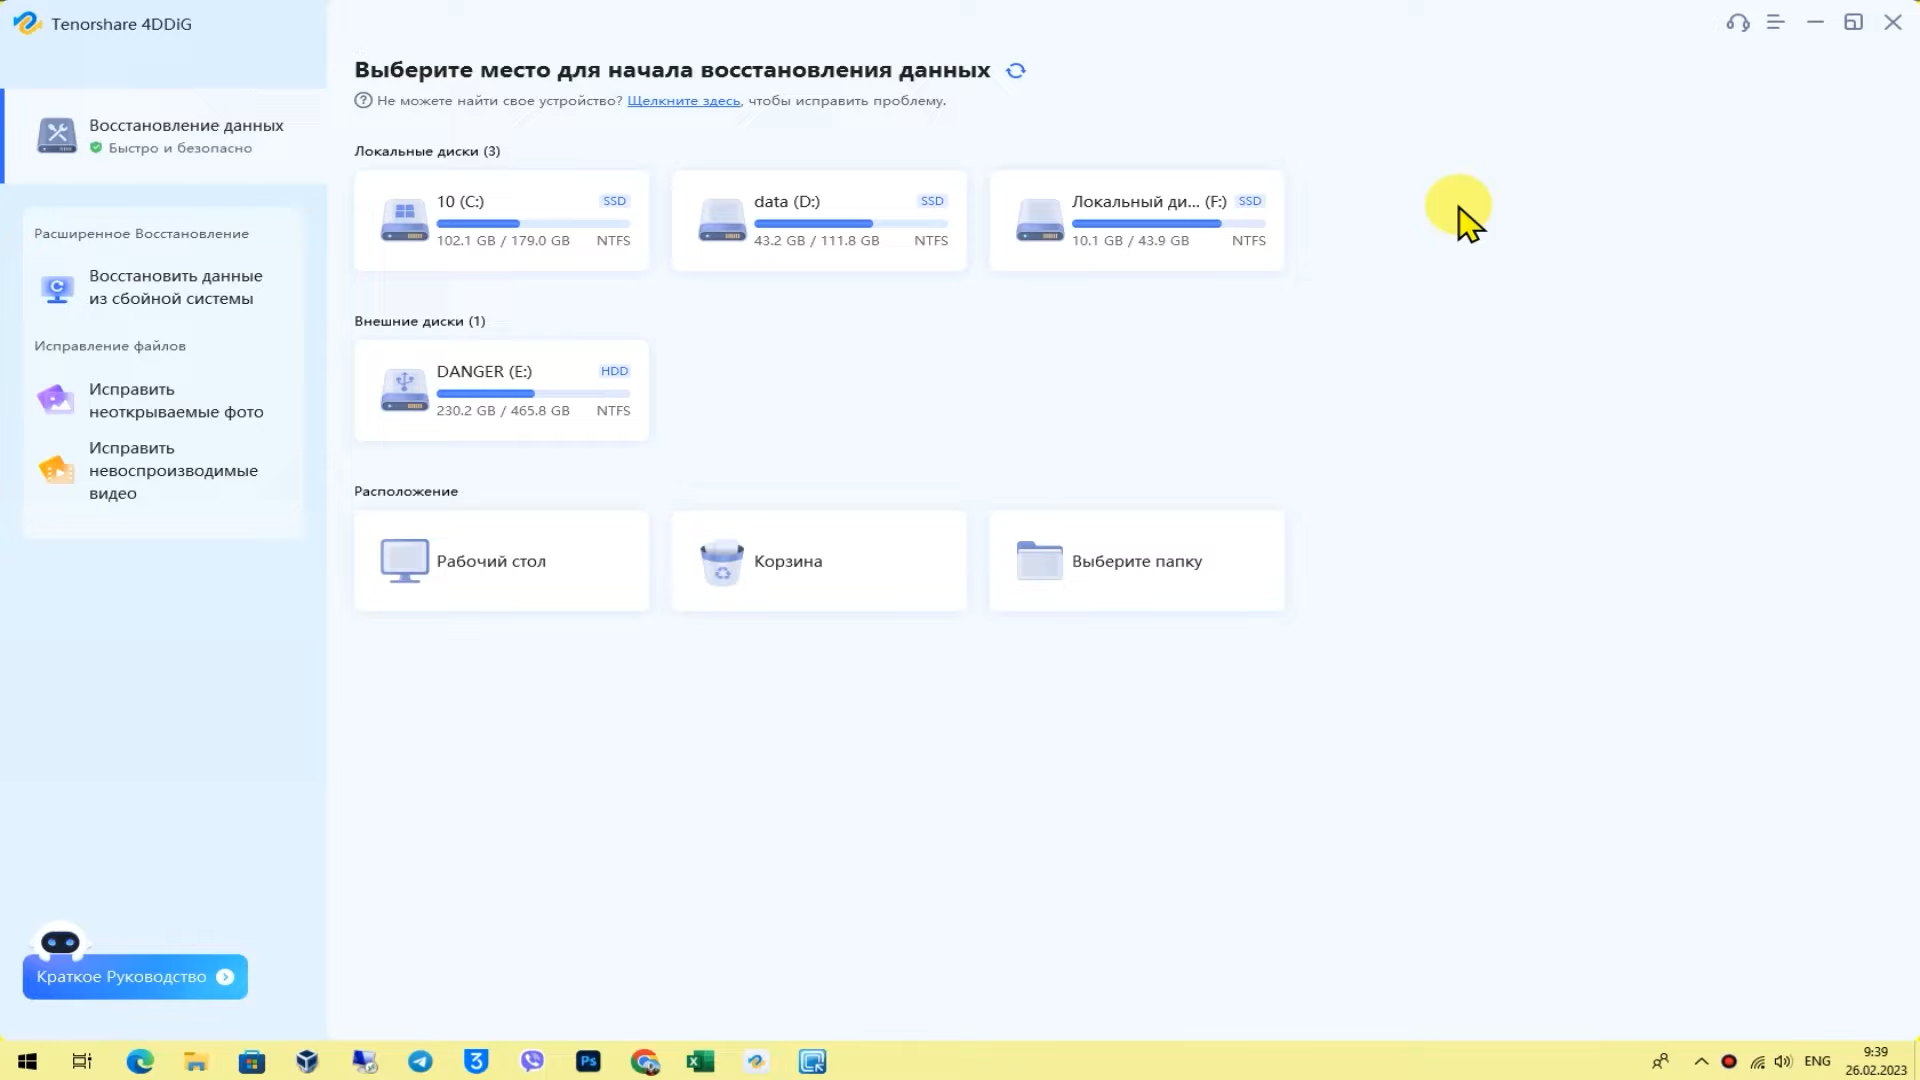 Tenorshare 4DDiG
Восстановление данных
Быстро и безопасно
Расширенное Восстановление
Восстановить данные
из сбойной системы
Исправление файлов
Исправить
неоткрываемые фото
Исправить
невоспроизводимые
видео
Краткое Руководство
Выберите место для начала восстановления данных
Не можете найти свое устройство? Щелкните здесь, чтобы исправить проблему.
Локальные диски (3)
10 (C:) SSD
102.1 GB / 179.0 GB NTFS
data (D:) SSD
43.2 GB / 111.8 GB NTFS
Локальный ди... (F:) SSD
10.1 GB / 43.9 GB NTFS
Внешние диски (1)
DANGER (E:) HDD
230.2 GB / 465.8 GB NTFS
Расположение
Рабочий стол
Корзина
Выберите папку
3
Ps
ENG
9:39
26.02.2023